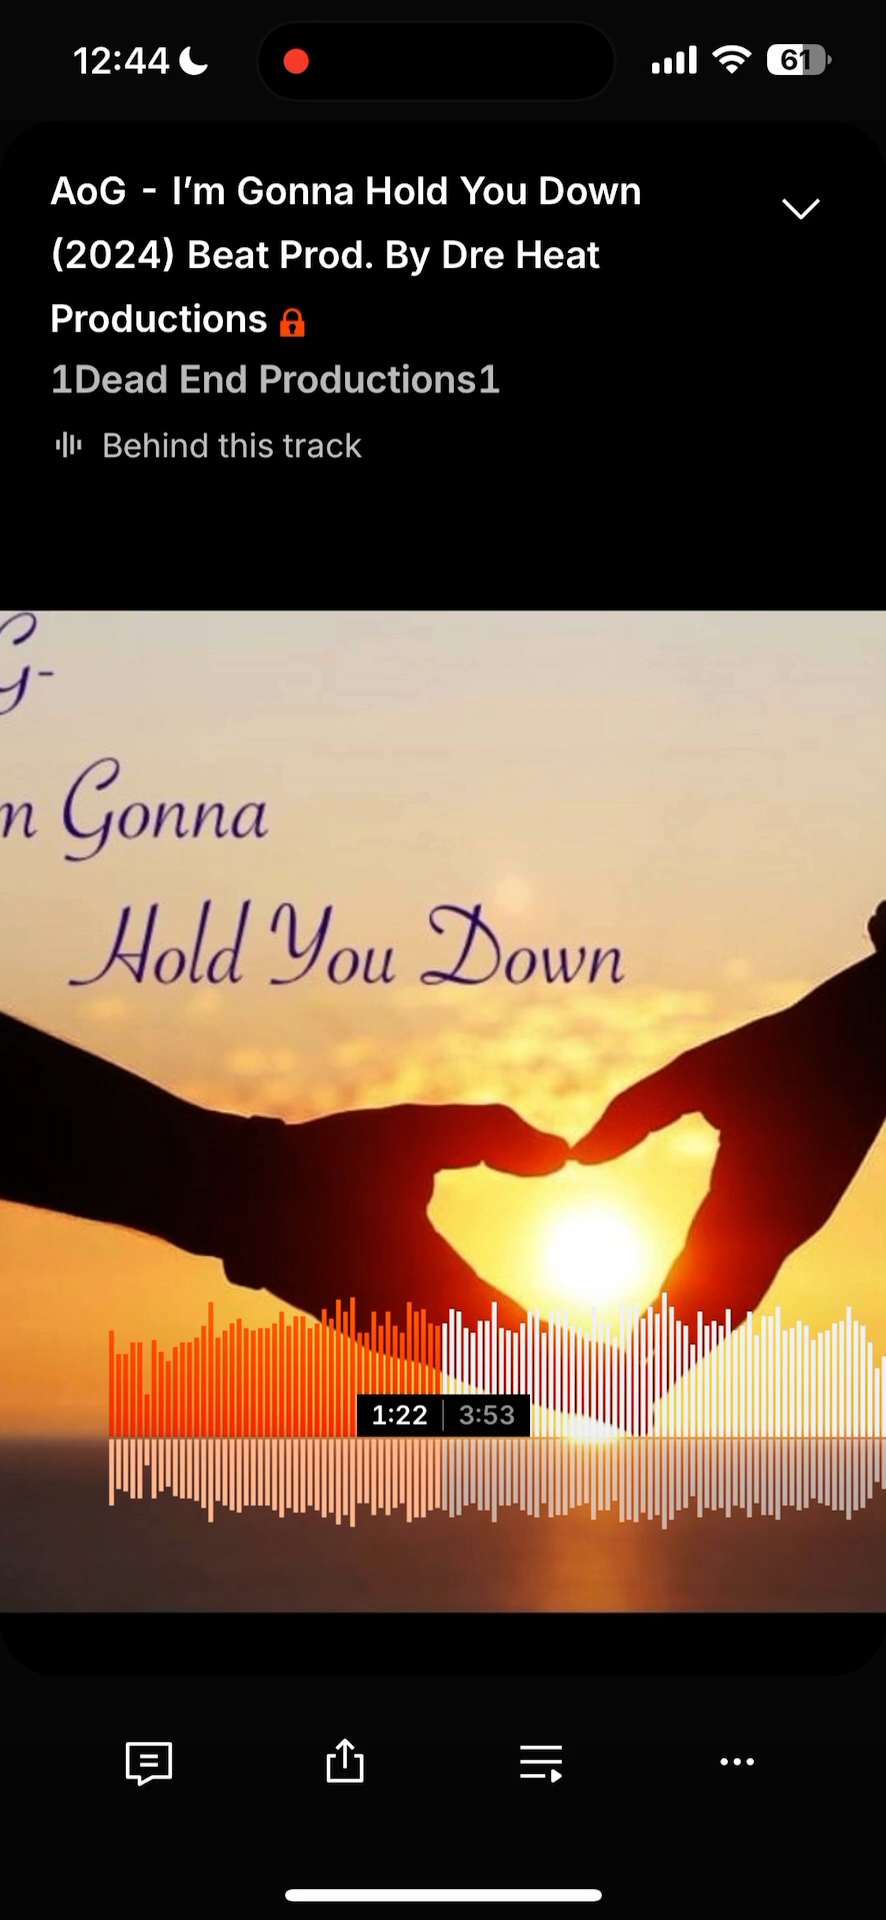 12:44
61
AoG - I’m Gonna Hold You Down
(2024) Beat Prod. By Dre Heat
Productions
1Dead End Productions1
Behind this track
G-
m Gonna
Hold You Down
1:22 | 3:53